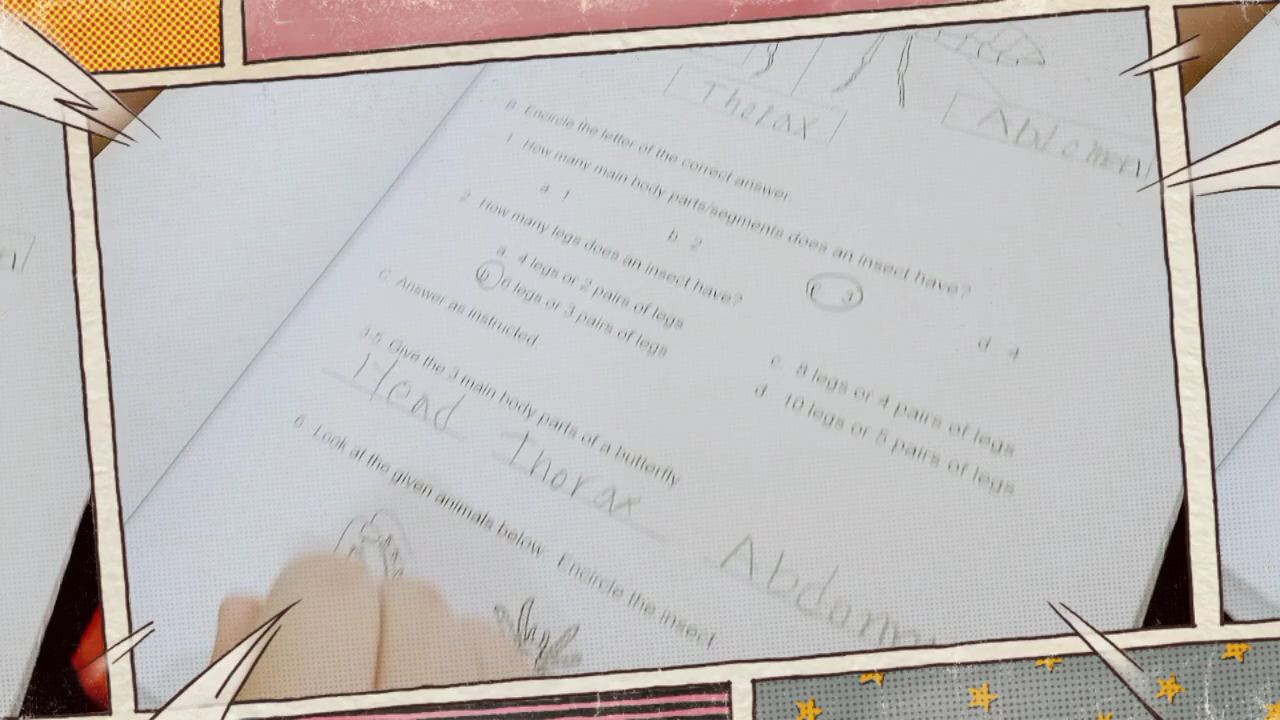 Thorax
Abdomen
B. Encircle the letter of the correct answer.
1. How many main body parts/segments does an insect have?
a. 1 b. 2 c. 3 d. 4
2. How many legs does an insect have?
a. 4 legs or 2 pairs of legs c. 8 legs or 4 pairs of legs
b. 6 legs or 3 pairs of legs d. 10 legs or 5 pairs of legs
C. Answer as instructed.
3-5. Give the 3 main body parts of a butterfly
Head Thorax
6. Look at the given animals below. Encircle the insect.